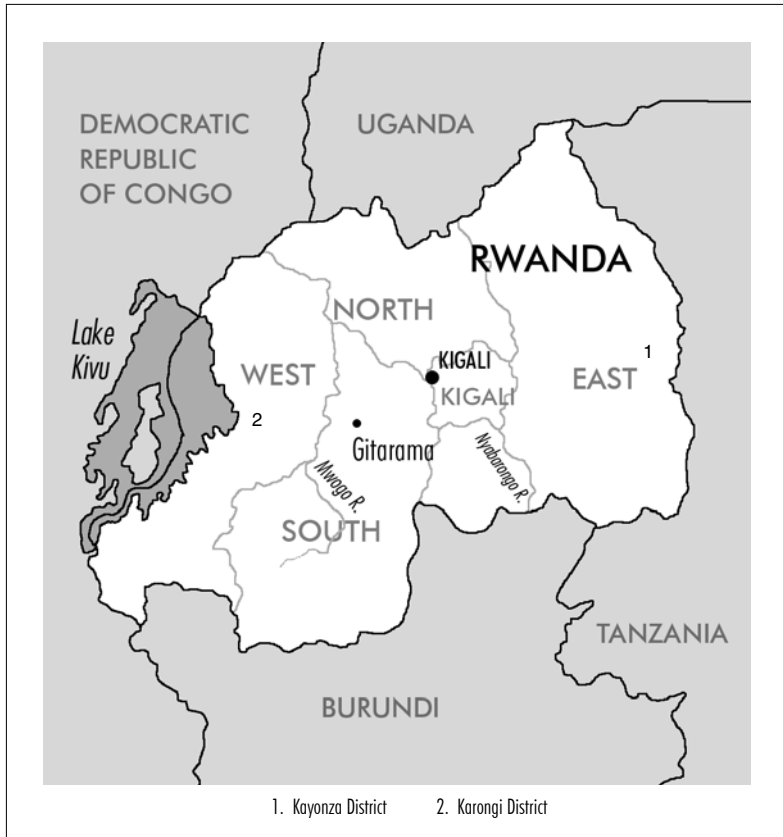 DEMOCRATIC
REPUBLIC
OF CONGO
UGANDA
RWANDA
NORTH
Lake
Kivu
WEST
KIGALI
KIGALI
EAST
1
2
Gitarama
Mwogo R.
Nyabarongo R.
SOUTH
TANZANIA
BURUNDI
1. Kayonza District 2. Karongi District